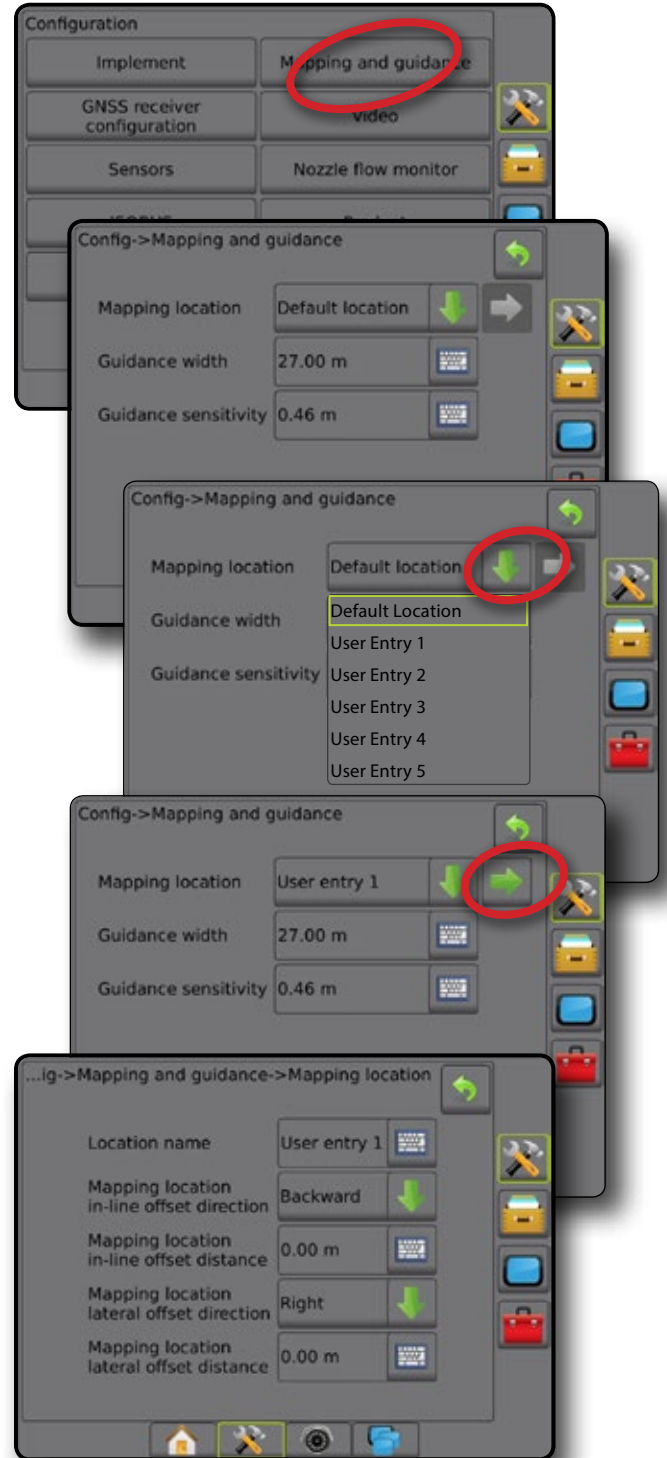 Configuration
Implement
Mapping and guidance
GNSS receiver
configuration
Video
Sensors
Nozzle flow monitor
Config->Mapping and guidance
Mapping location
Default location
Guidance width
27.00 m
Guidance sensitivity
0.46 m
Config->Mapping and guidance
Mapping location
Default location
Guidance width
Default Location
User Entry 1
Guidance sensitivity
User Entry 2
User Entry 3
User Entry 4
User Entry 5
Config->Mapping and guidance
Mapping location
User entry 1
Guidance width
27.00 m
Guidance sensitivity
0.46 m
...ig->Mapping and guidance->Mapping location
Location name
User entry 1
Mapping location
in-line offset direction
Backward
Mapping location
in-line offset distance
0.00 m
Mapping location
lateral offset direction
Right
Mapping location
lateral offset distance
0.00 m